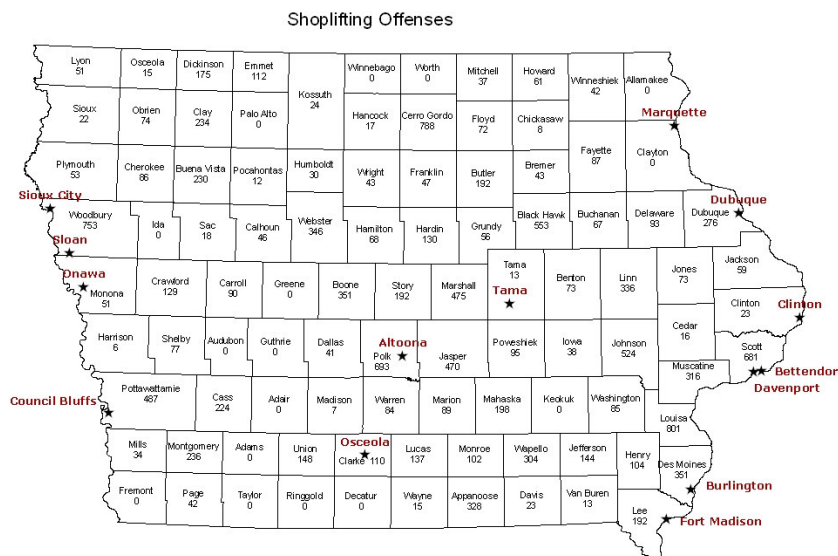 Shoplifting Offenses
Lyon
51
Osceola
15
Dickinson
175
Emmet
112
Kossuth
24
Winnebago
0
Worth
0
Mitchell
37
Howard
61
Winneshiek
42
Allamakee
0
Sioux
22
Obrien
74
Clay
234
Palo Alto
0
Hancock
17
Cerro Gordo
788
Floyd
72
Chickasaw
8
Marquette
Plymouth
53
Cherokee
86
Buena Vista
230
Pocahontas
12
Humboldt
30
Wright
43
Franklin
47
Butler
192
Bremer
43
Fayette
87
Clayton
0
Sioux City
Woodbury
753
Ida
0
Sac
18
Calhoun
46
Webster
346
Hamilton
68
Hardin
130
Grundy
56
Black Hawk
553
Buchanan
67
Delaware
93
Dubuque
276
Dubuque
Sloan
Onawa
Monona
51
Crawford
129
Carroll
90
Greene
0
Boone
351
Story
192
Marshall
475
Tama
13
Tama
Benton
73
Linn
336
Jones
73
Jackson
59
Clinton
23
Clinton
Harrison
6
Shelby
77
Audubon
0
Guthrie
0
Dallas
41
Altoona
Polk
693
Jasper
470
Poweshiek
95
Iowa
38
Johnson
524
Cedar
16
Scott
681
Muscatine
316
Bettendor
Davenport
Pottawattamie
487
Council Bluffs
Cass
224
Adair
0
Madison
7
Warren
84
Marion
89
Mahaska
198
Keokuk
0
Washington
85
Louisa
801
Mills
34
Montgomery
236
Adams
0
Union
148
Osceola
Clarke 110
Lucas
137
Monroe
102
Wapello
304
Jefferson
144
Henry
104
Des Moines
351
Burlington
Fremont
0
Page
42
Taylor
0
Ringgold
0
Decatur
0
Wayne
15
Appanoose
328
Davis
23
Van Buren
13
Lee
192
Fort Madison